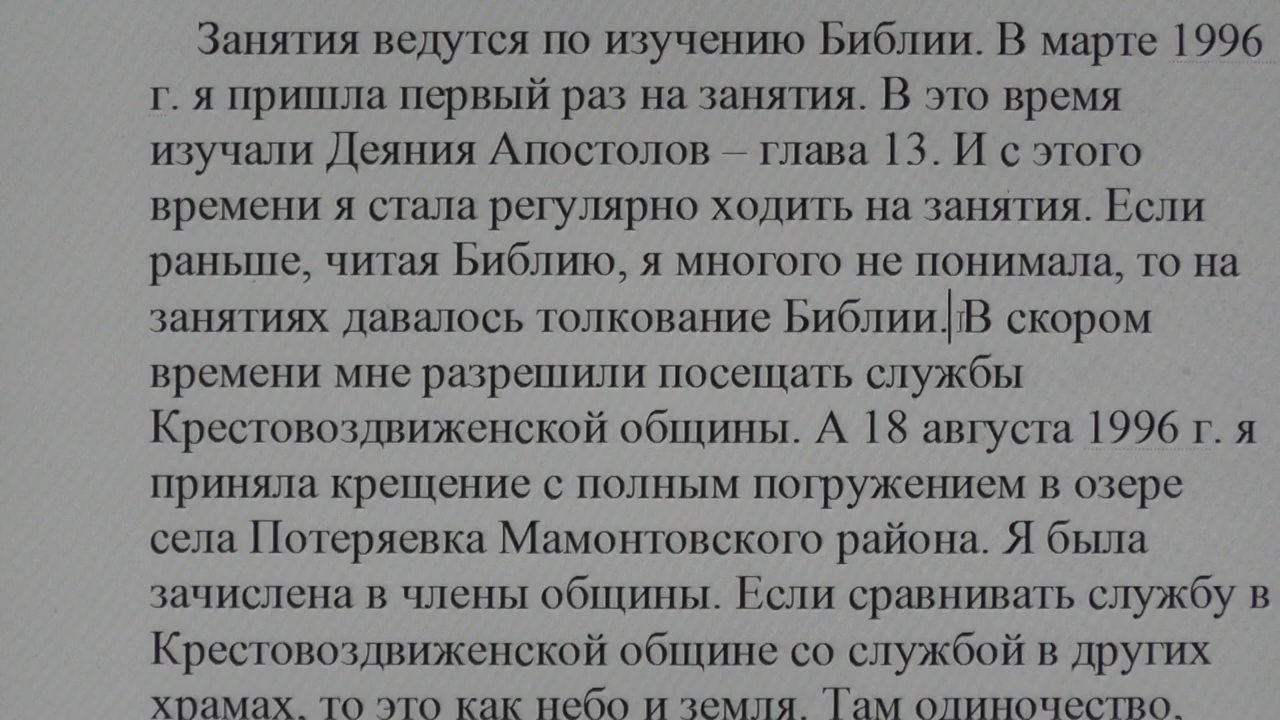 Занятия ведутся по изучению Библии. В марте 1996
г. я пришла первый раз на занятия. В это время
изучали Деяния Апостолов – глава 13. И с этого
времени я стала регулярно ходить на занятия. Если
раньше, читая Библию, я многого не понимала, то на
занятиях давалось толкование Библии. В скором
времени мне разрешили посещать службы
Крестовоздвиженской общины. А 18 августа 1996 г. я
приняла крещение с полным погружением в озере
села Потеряевка Мамонтовского района. Я была
зачислена в члены общины. Если сравнивать службу в
Крестовоздвиженской общине со службой в других
храмах, то это как небо и земля. Там одиночество,